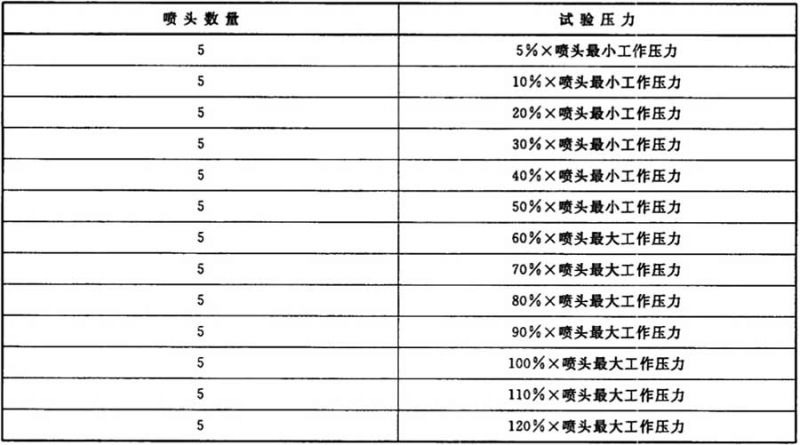 喷头数量 试验压力
5 5%×喷头最小工作压力
5 10%×喷头最小工作压力
5 20%×喷头最小工作压力
5 30%×喷头最小工作压力
5 40%×喷头最小工作压力
5 50%×喷头最小工作压力
5 60%×喷头最大工作压力
5 70%×喷头最大工作压力
5 80%×喷头最大工作压力
5 90%×喷头最大工作压力
5 100%×喷头最大工作压力
5 110%×喷头最大工作压力
5 120%×喷头最大工作压力